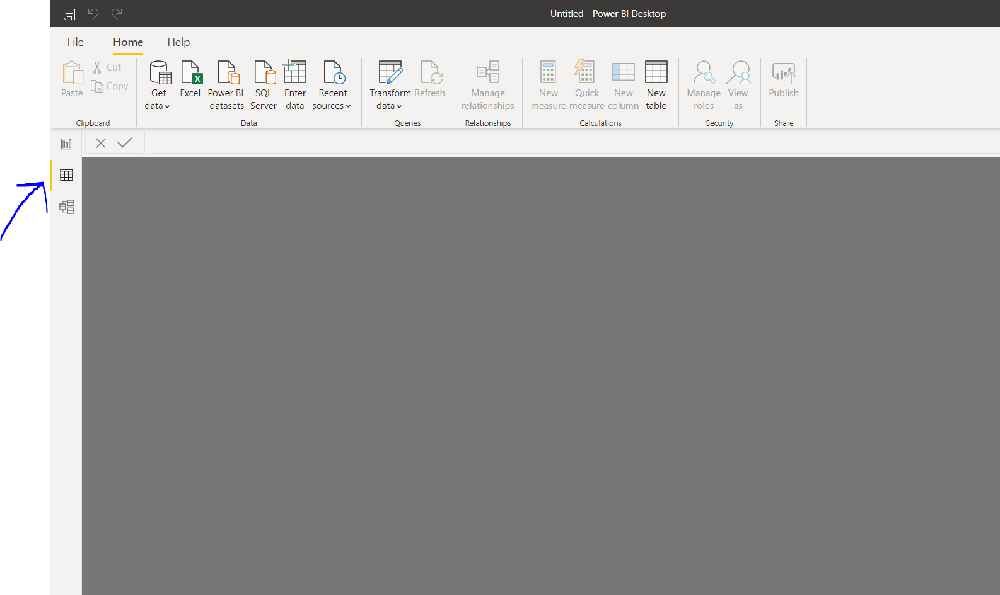 Untitled - Power BI Desktop
File Home Help
Paste
Cut
Copy
Clipboard
Get data
Excel
Power BI datasets
SQL Server
Enter data
Recent sources
Data
Transform data
Refresh
Queries
Manage relationships
Relationships
New measure
Quick measure
New column
New table
Calculations
Manage roles
View as
Security
Publish
Share